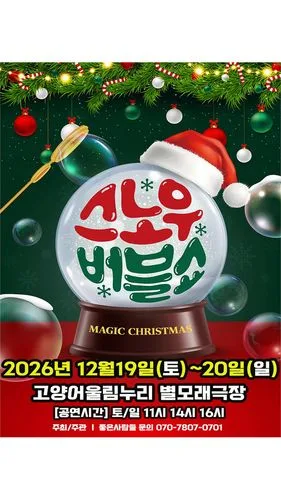 스노우
버블쇼
MAGIC CHRISTMAS
2026년 12월19일(토)~20일(일)
고양어울림누리 별모래극장
[공연시간] 토/일 11시 14시 16시
주최/주관 ㅣ 좋은사람들 문의 070-7807-0701